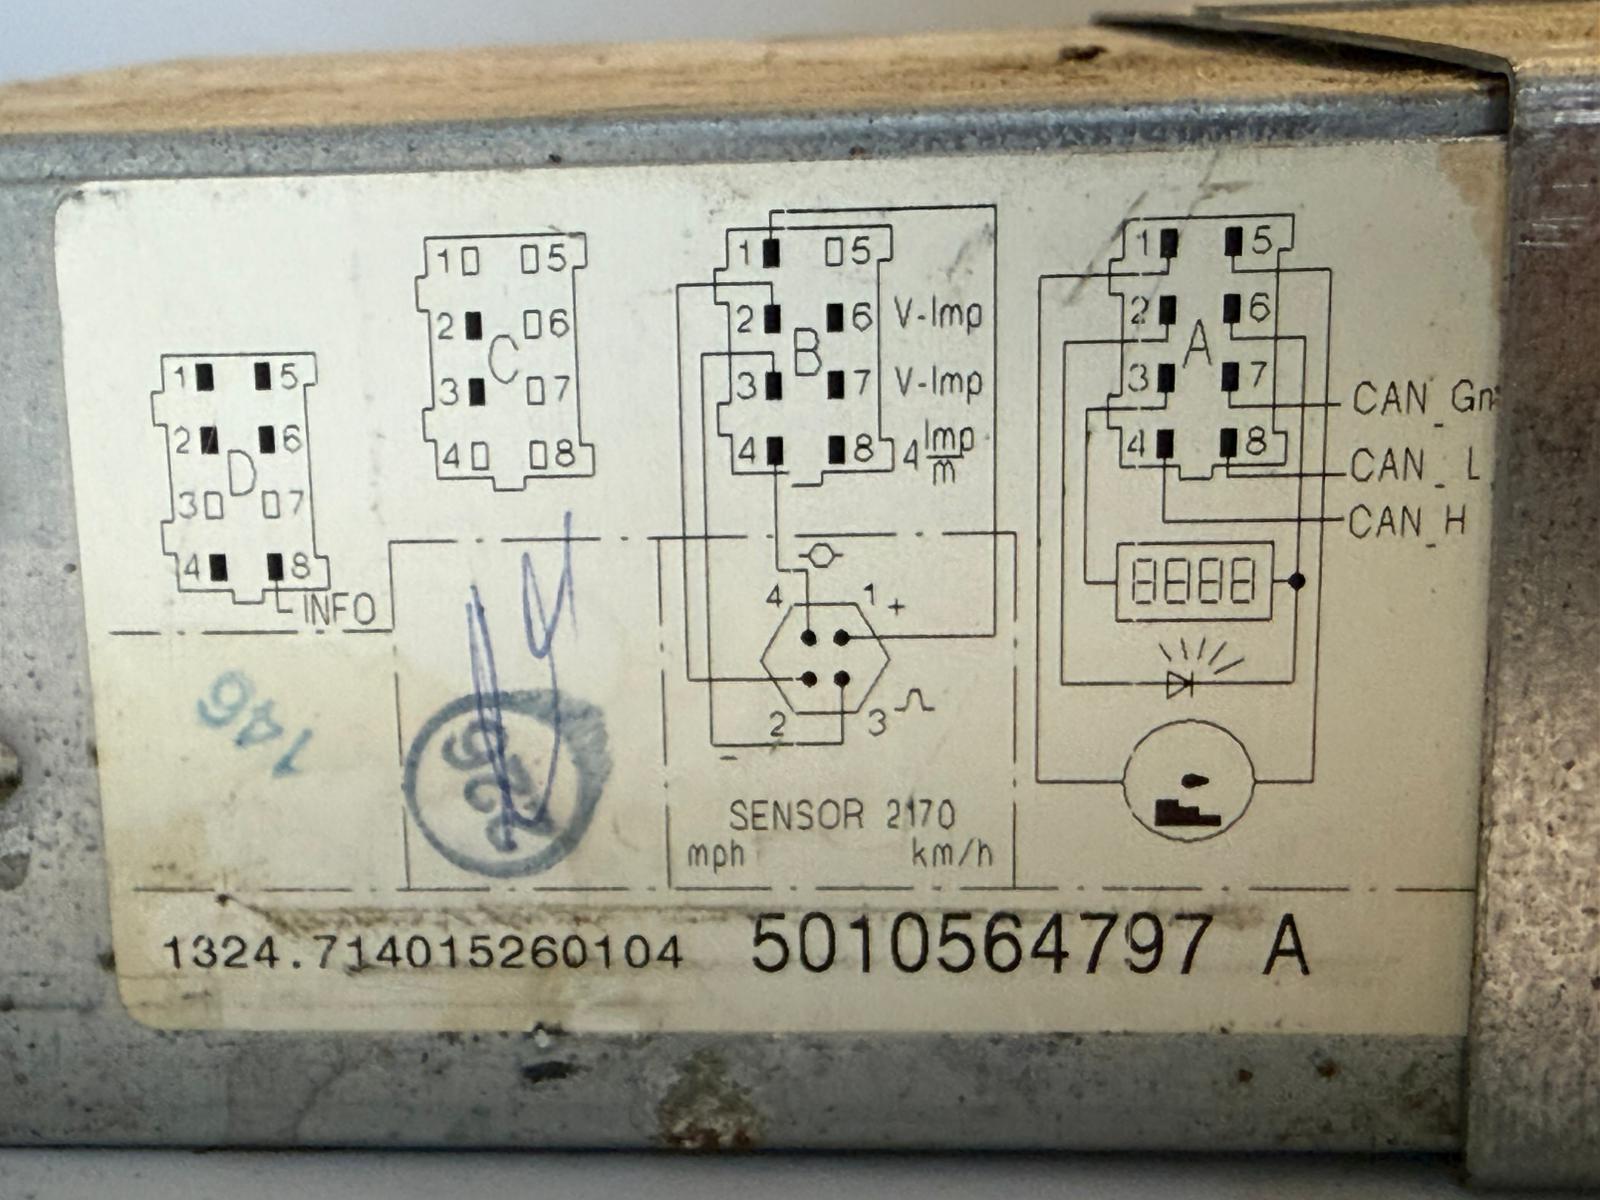 1 5
2 6
D
3 7
4 8
INFO
1 5
2 6
C
3 7
4 8
1 5
2 6 V-Imp
B
3 7 V-Imp
4 8 4 Imp/m
1 5
2 6
A
3 7
4 8
CAN_Gn
CAN_L
CAN_H
8888
4 1 +
2 3
-
SENSOR 2170
mph km/h
146
1324.714015260104 5010564797 A